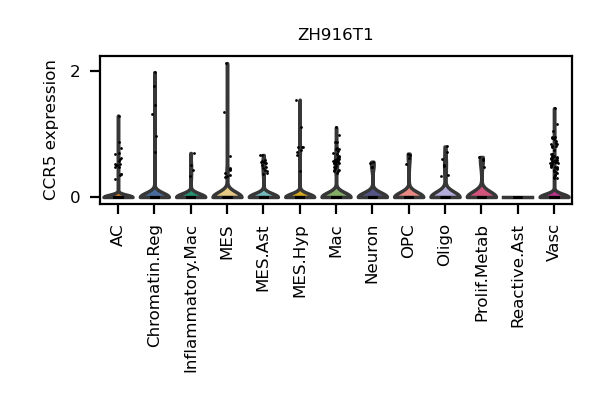 ZH916T1
CCR5 expression
2
0
AC
Chromatin.Reg
Inflammatory.Mac
MES
MES.Ast
MES.Hyp
Mac
Neuron
OPC
Oligo
Prolif.Metab
Reactive.Ast
Vasc